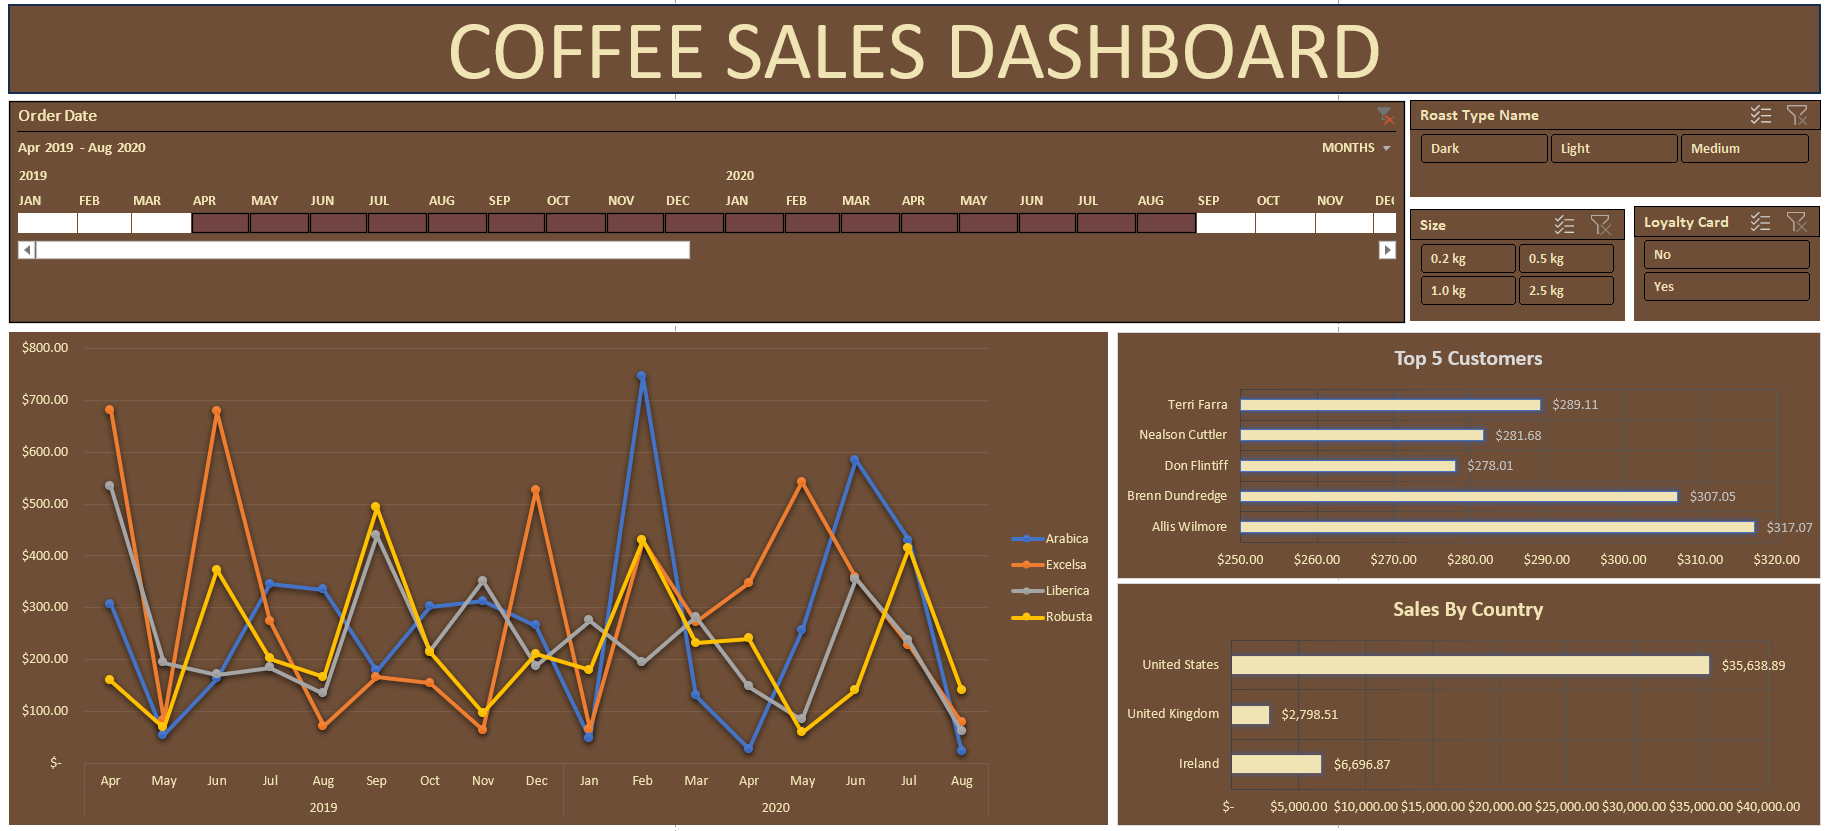 COFFEE SALES DASHBOARD
Order Date
Apr 2019 - Aug 2020
MONTHS
2019 2020
JAN FEB MAR APR MAY JUN JUL AUG SEP OCT NOV DEC JAN FEB MAR APR MAY JUN JUL AUG SEP OCT NOV DEC
Roast Type Name
Dark Light Medium
Size
0.2 kg 0.5 kg
1.0 kg 2.5 kg
Loyalty Card
No
Yes
$800.00
$700.00
$600.00
$500.00
$400.00
$300.00
$200.00
$100.00
$-
Apr May Jun Jul Aug Sep Oct Nov Dec Jan Feb Mar Apr May Jun Jul Aug
2019 2020
Arabica
Excelsa
Liberica
Robusta
Top 5 Customers
Terri Farra $289.11
Nealson Cuttler $281.68
Don Flintiff $278.01
Brenn Dundredge $307.05
Allis Wilmore $317.07
$250.00 $260.00 $270.00 $280.00 $290.00 $300.00 $310.00 $320.00
Sales By Country
United States $35,638.89
United Kingdom $2,798.51
Ireland $6,696.87
$- $5,000.00 $10,000.00 $15,000.00 $20,000.00 $25,000.00 $30,000.00 $35,000.00 $40,000.00